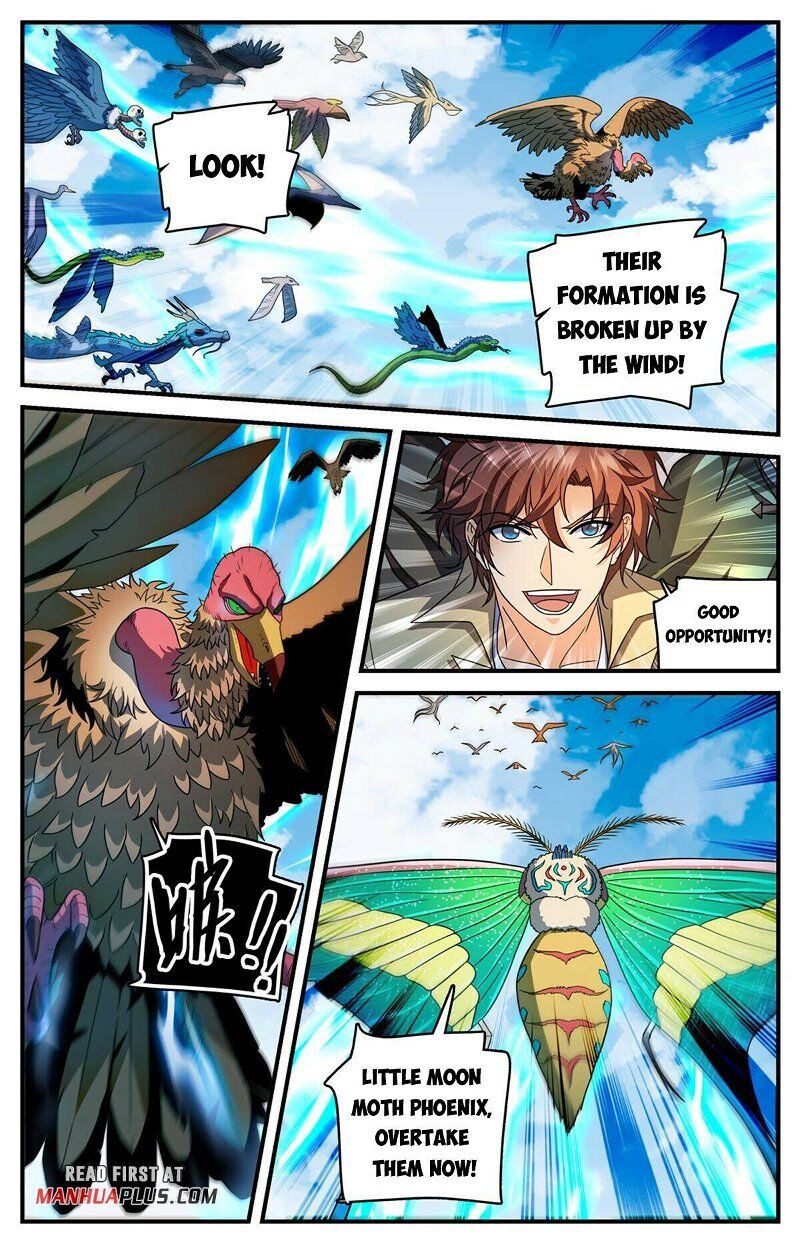 LOOK!
THEIR
FORMATION IS
BROKEN UP BY
THE WIND!
GOOD
OPPORTUNITY!
LITTLE MOON
MOTH PHOENIX,
OVERTAKE
THEM NOW!
READ FIRST AT
MANHUAPLUS.COM